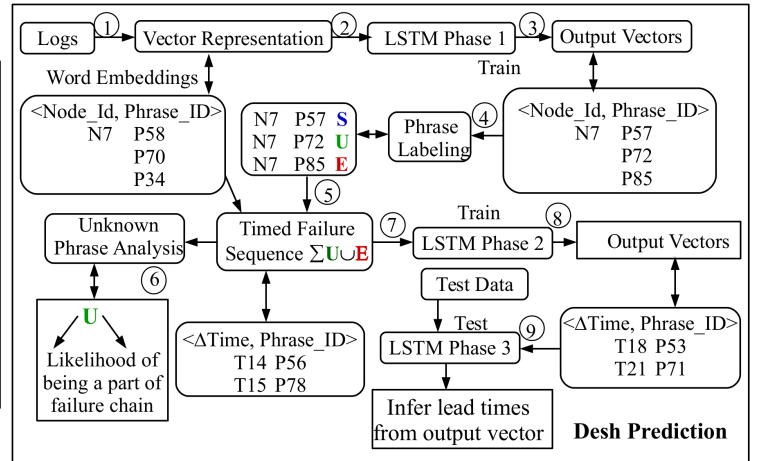 Logs
1
Vector Representation
2
LSTM Phase 1
3
Output Vectors
Word Embeddings
Train
<Node_Id, Phrase_ID>
N7 P58
P70
P34
N7 P57 S
N7 P72 U
N7 P85 E
Phrase
Labeling
4
<Node_Id, Phrase_ID>
N7 P57
P72
P85
5
Unknown
Phrase Analysis
Timed Failure
Sequence ∑U∪E
7
Train
LSTM Phase 2
8
Output Vectors
6
U
Likelihood of
being a part of
failure chain
<ΔTime, Phrase_ID>
T14 P56
T15 P78
Test Data
Test
LSTM Phase 3
9
<ΔTime, Phrase_ID>
T18 P53
T21 P71
Infer lead times
from output vector
Desh Prediction